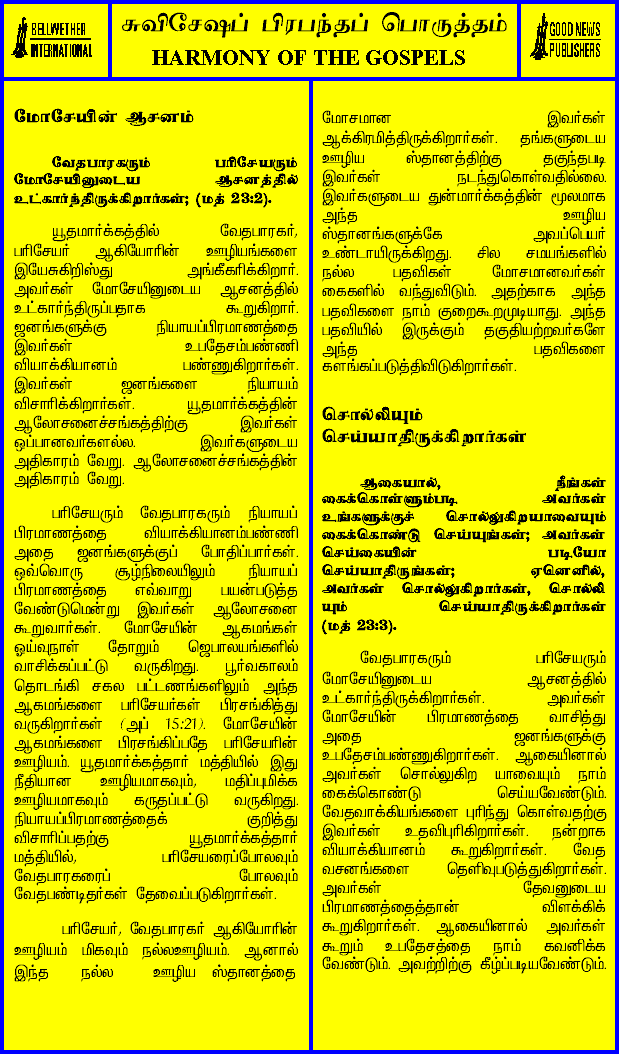 BELLWETHER
INTERNATIONAL
சுவிசேஷப் பிரபந்தப் பொருத்தம்
HARMONY OF THE GOSPELS
GOOD NEWS
PUBLISHERS
மோசேயின் ஆசனம்
வேதபாரகரும் பரிசேயரும்
மோசேயினுடைய ஆசனத்தில்
உட்கார்த்திருக்கிறார்கள்; (மத் 23:2).
யூதமார்க்கத்தில் வேதபாரகர்,
பரிசேயர் ஆகியோரின் ஊழியங்களை
இயேசுகிறிஸ்து அங்கீகரிக்கிறார்.
அவர்கள் மோசேயினுடைய ஆசனத்தில்
உட்கார்ந்திருப்பதாக கூறுகிறார்.
ஜனங்களுக்கு நியாயப்பிரமாணத்தை
இவர்கள் உபதேசம்பண்ணி
வியாக்கியானம் பண்ணுகிறார்கள்.
இவர்கள் ஜனங்களை நியாயம்
விசாரிக்கிறார்கள். யூதமார்க்கத்தின்
ஆலோசனைச்சங்கத்திற்கு இவர்கள்
ஒப்பானவர்களல்ல. இவர்களுடைய
அதிகாரம் வேறு. ஆலோசனைச்சங்கத்தின்
அதிகாரம் வேறு.
பரிசேயரும் வேதபாரகரும் நியாயப்
பிரமாணத்தை வியாக்கியானம்பண்ணி
அதை ஜனங்களுக்குப் போதிப்பார்கள்.
ஒவ்வொரு சூழ்நிலையிலும் நியாயப்
பிரமாணத்தை எவ்வாறு பயன்படுத்த
வேண்டுமென்று இவர்கள் ஆலோசனை
கூறுவார்கள். மோசேயின் ஆகமங்கள்
ஓய்வுநாள் தோறும் ஜெபாலயங்களில்
வாசிக்கப்பட்டு வருகிறது. பூர்வகாலம்
தொடங்கி சகல பட்டணங்களிலும் அந்த
ஆகமங்களை பரிசேயர்கள் பிரசங்கித்து
வருகிறார்கள் (அப் 15:21). மோசேயின்
ஆகமங்களை பிரசங்கிப்பதே பரிசேயரின்
ஊழியம். யூதமார்க்கத்தார் மத்தியில் இது
நீதியான ஊழியமாகவும், மதிப்புமிக்க
ஊழியமாகவும் கருதப்பட்டு வருகிறது.
நியாயப்பிரமாணத்தைக் குறித்து
விசாரிப்பதற்கு யூதமார்க்கத்தார்
மத்தியில், பரிசேயரைப்போலவும்
வேதபாரகரைப் போலவும்
வேதபண்டிதர்கள் தேவைப்படுகிறார்கள்.
பரிசேயர், வேதபாரகர் ஆகியோரின்
ஊழியம் மிகவும் நல்லஊழியம். ஆனால்
இந்த நல்ல ஊழிய ஸ்தானத்தை
மோசமான இவர்கள்
ஆக்கிரமித்திருக்கிறார்கள். தங்களுடைய
ஊழிய ஸ்தானத்திற்கு தகுந்தபடி
இவர்கள் நடந்துகொள்வதில்லை.
இவர்களுடைய துன்மார்க்கத்தின் மூலமாக
அந்த ஊழிய
ஸ்தானங்களுக்கே அவப்பெயர்
உண்டாயிருக்கிறது. சில சமயங்களில்
நல்ல பதவிகள் மோசமானவர்கள்
கைகளில் வந்துவிடும். அதற்காக அந்த
பதவிகளை நாம் குறைகூறமுடியாது. அந்த
பதவியில் இருக்கும் தகுதியற்றவர்களே
அந்த பதவிகளை
களங்கப்படுத்திவிடுகிறார்கள்.
சொல்லியும்
செய்யாதிருக்கிறார்கள்
ஆகையால், நீங்கள்
கைக்கொள்ளும்படி அவர்கள்
உங்களுக்குச் சொல்லுகிறயாவையும்
கைக்கொண்டு செய்யுங்கள்; அவர்கள்
செய்கையின் படியோ
செய்யாதிருங்கள்; ஏனெனில்,
அவர்கள் சொல்லுகிறார்கள், சொல்லி
யும் செய்யாதிருக்கிறார்கள்
(மத் 23:3).
வேதபாரகரும் பரிசேயரும்
மோசேயினுடைய ஆசனத்தில்
உட்கார்ந்திருக்கிறார்கள். அவர்கள்
மோசேயின் பிரமாணத்தை வாசித்து
அதை ஜனங்களுக்கு
உபதேசம்பண்ணுகிறார்கள். ஆகையினால்
அவர்கள் சொல்லுகிற யாவையும் நாம்
கைக்கொண்டு செய்யவேண்டும்.
வேதவாக்கியங்களை புரிந்து கொள்வதற்கு
இவர்கள் உதவிபுரிகிறார்கள். நன்றாக
வியாக்கியானம் கூறுகிறார்கள். வேத
வசனங்களை தெளிவுபடுத்துகிறார்கள்.
அவர்கள் தேவனுடைய
பிரமாணத்தைத்தான் விளக்கிக்
கூறுகிறார்கள். ஆகையினால் அவர்கள்
கூறும் உபதேசத்தை நாம் கவனிக்க
வேண்டும். அவற்றிற்கு கீழ்ப்படியவேண்டும்.